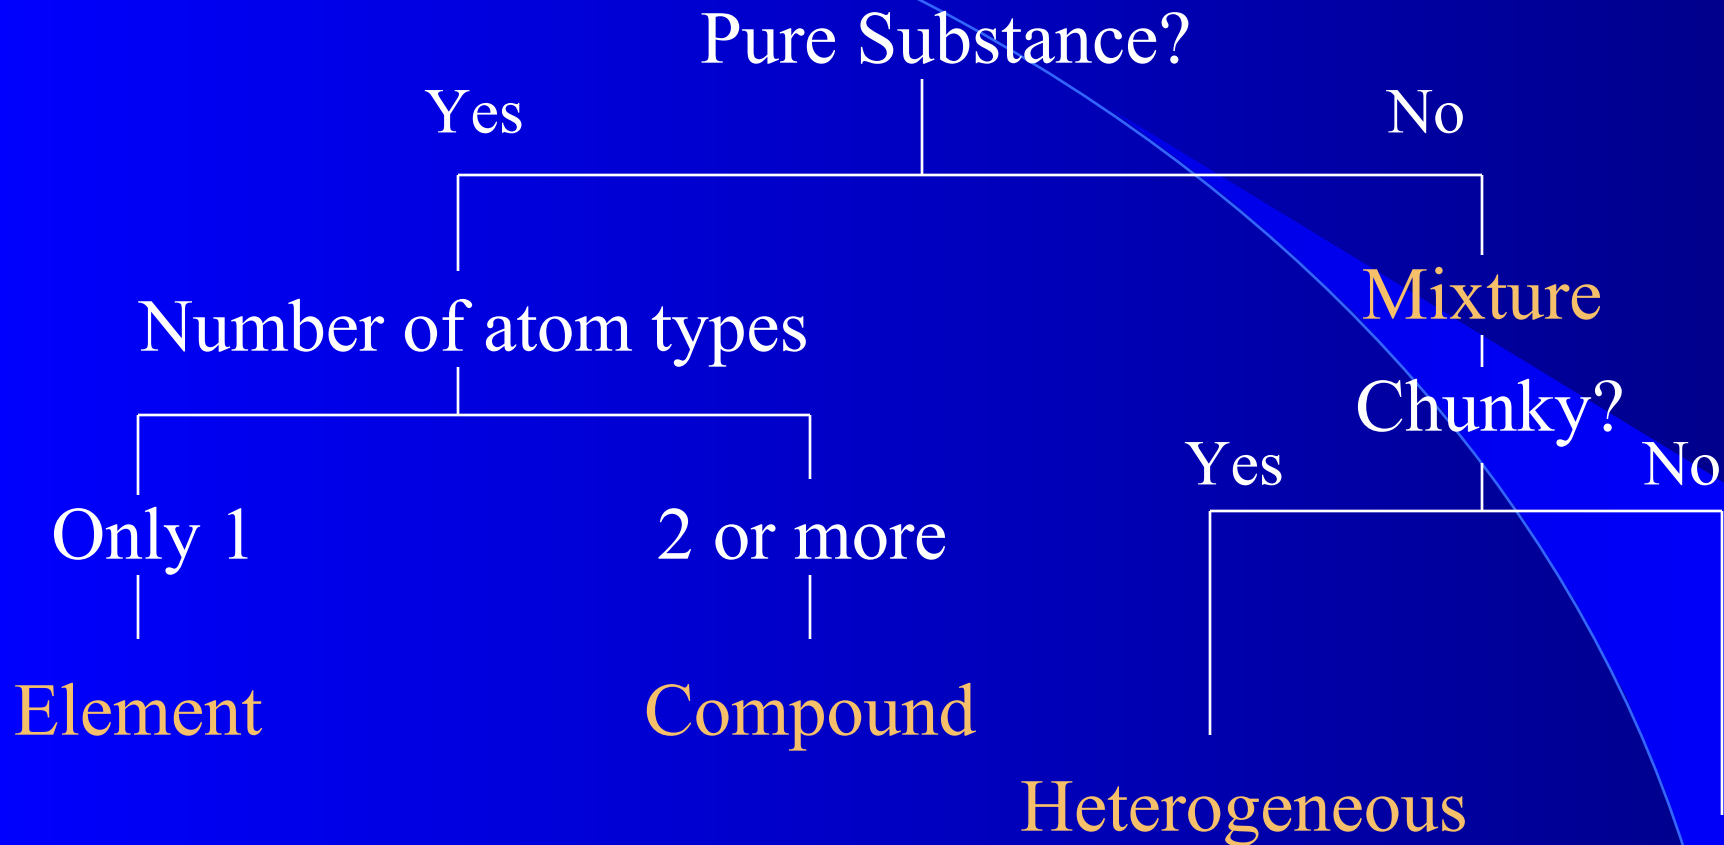 Pure Substance?
Yes
No
Mixture
Number of atom types
Chunky?
Yes
No
Only 1
2 or more
Element
Compound
Heterogeneous